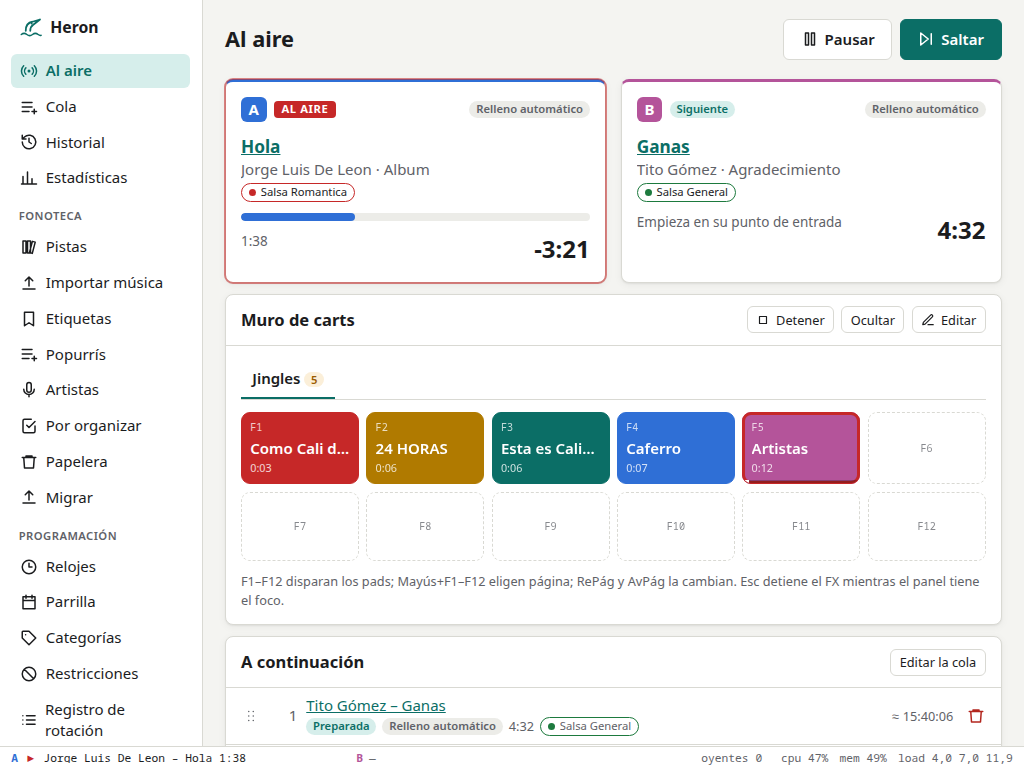 Heron
Al aire
Cola
Historial
Estadísticas
FONOTECA
Pistas
Importar música
Etiquetas
Popurrís
Artistas
Por organizar
Papelera
Migrar
PROGRAMACIÓN
Relojes
Parrilla
Categorías
Restricciones
Registro de
rotación
Al aire
Pausar
Saltar
A AL AIRE Relleno automático
Hola
Jorge Luis De Leon · Album
Salsa Romantica
1:38
-3:21
B Siguiente Relleno automático
Ganas
Tito Gómez · Agradecimiento
Salsa General
Empieza en su punto de entrada
4:32
Muro de carts
Detener
Ocultar
Editar
Jingles 5
F1
Como Cali d...
0:03
F2
24 HORAS
0:06
F3
Esta es Cali...
0:06
F4
Caferro
0:07
F5
Artistas
0:12
F6
F7
F8
F9
F10
F11
F12
F1–F12 disparan los pads; Mayús+F1–F12 eligen página; RePág y AvPág la cambian. Esc detiene el FX mientras el panel tiene
el foco.
A continuación
Editar la cola
1
Tito Gómez – Ganas
Preparada Relleno automático 4:32 Salsa General
≈ 15:40:06
A ▶ Jorge Luis De Leon – Hola 1:38
B —
oyentes 0 cpu 47% mem 49% load 4,0 7,0 11,9